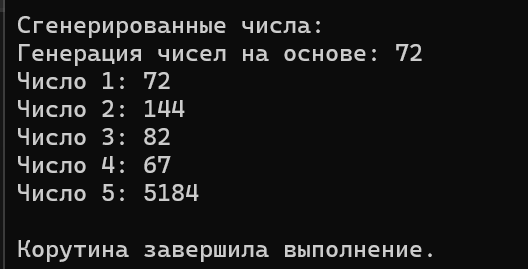 Сгенерированные числа:
Генерация чисел на основе: 72
Число 1: 72
Число 2: 144
Число 3: 82
Число 4: 67
Число 5: 5184
Корутина завершила выполнение.